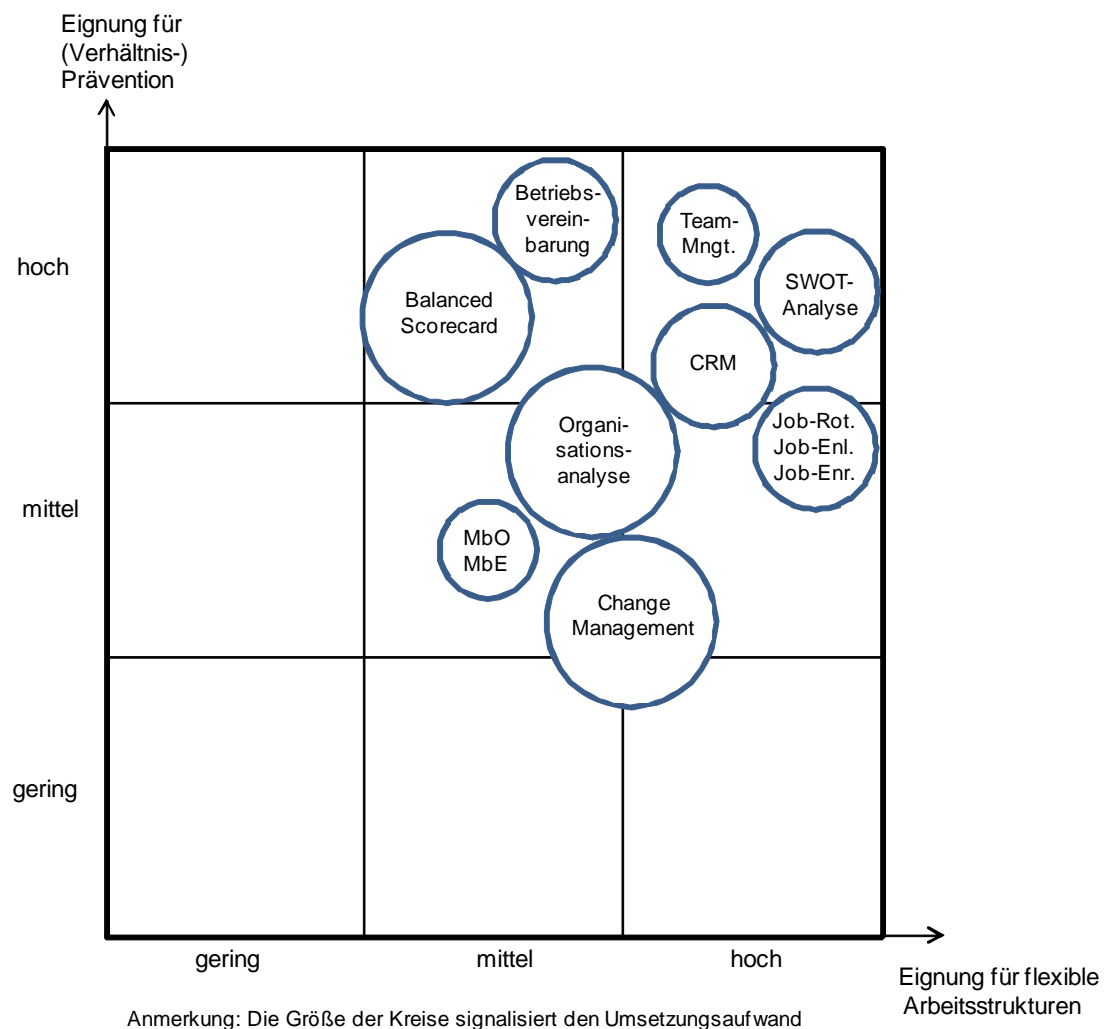 Eignung für
(Verhältnis-)
Prävention
Betriebs-
verein-
barung
Team-
Mngt.
hoch
SWOT-
Analyse
Balanced
Scorecard
CRM
Organi-
sations-
analyse
Job-Rot.
Job-Enl.
Job-Enr.
mittel
MbO
MbE
Change
Management
gering
gering
mittel
hoch
Eignung für flexible
Arbeitsstrukturen
Anmerkung: Die Größe der Kreise signalisiert den Umsetzungsaufwand